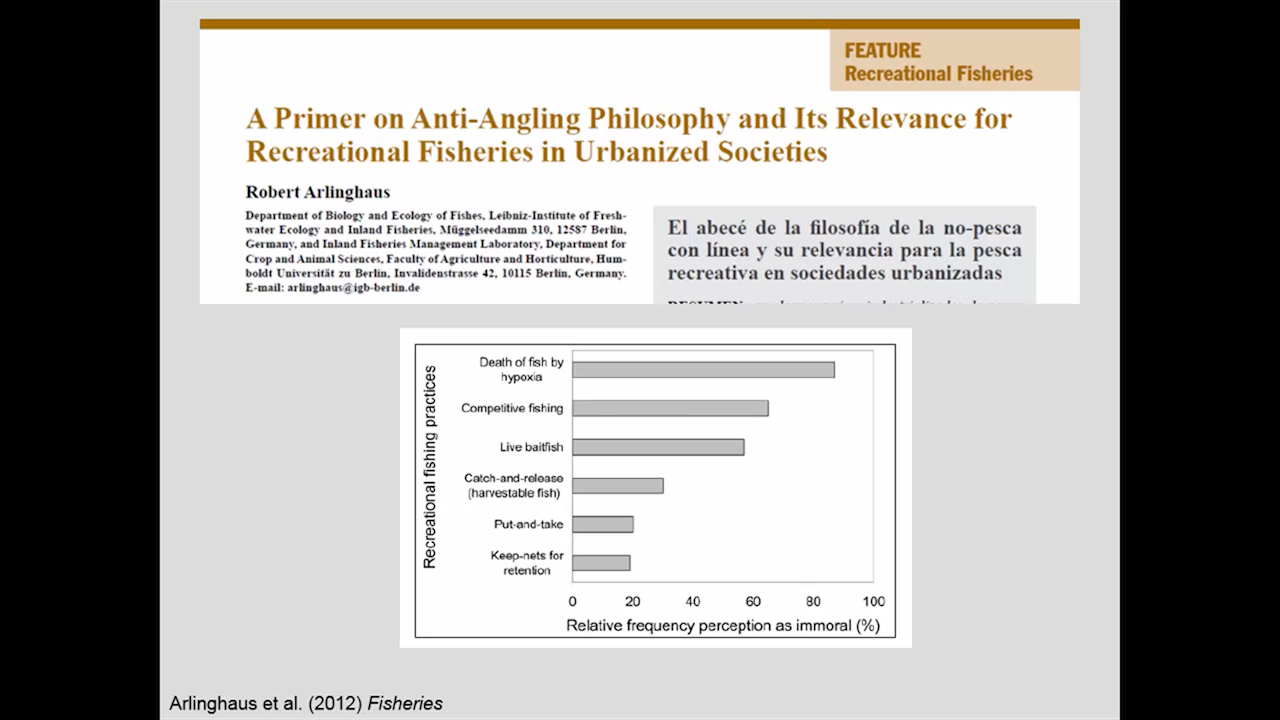 FEATURE
Recreational Fisheries
A Primer on Anti-Angling Philosophy and Its Relevance for
Recreational Fisheries in Urbanized Societies
Robert Arlinghaus
Department of Biology and Ecology of Fishes, Leibniz-Institute of Fresh-
water Ecology and Inland Fisheries, Müggelseedamm 310, 12587 Berlin,
Germany, and Inland Fisheries Management Laboratory, Department for
Crop and Animal Sciences, Faculty of Agriculture and Horticulture, Hum-
boldt Universität zu Berlin, Invalidenstrasse 42, 10115 Berlin, Germany.
E-mail: arlinghaus@igb-berlin.de
El abecé de la filosofía de la no-pesca
con línea y su relevancia para la pesca
recreativa en sociedades urbanizadas
Recreational fishing practices
Death of fish by
hypoxia
Competitive fishing
Live baitfish
Catch-and-release
(harvestable fish)
Put-and-take
Keep-nets for
retention
0 20 40 60 80 100
Relative frequency perception as immoral (%)
Arlinghaus et al. (2012) Fisheries